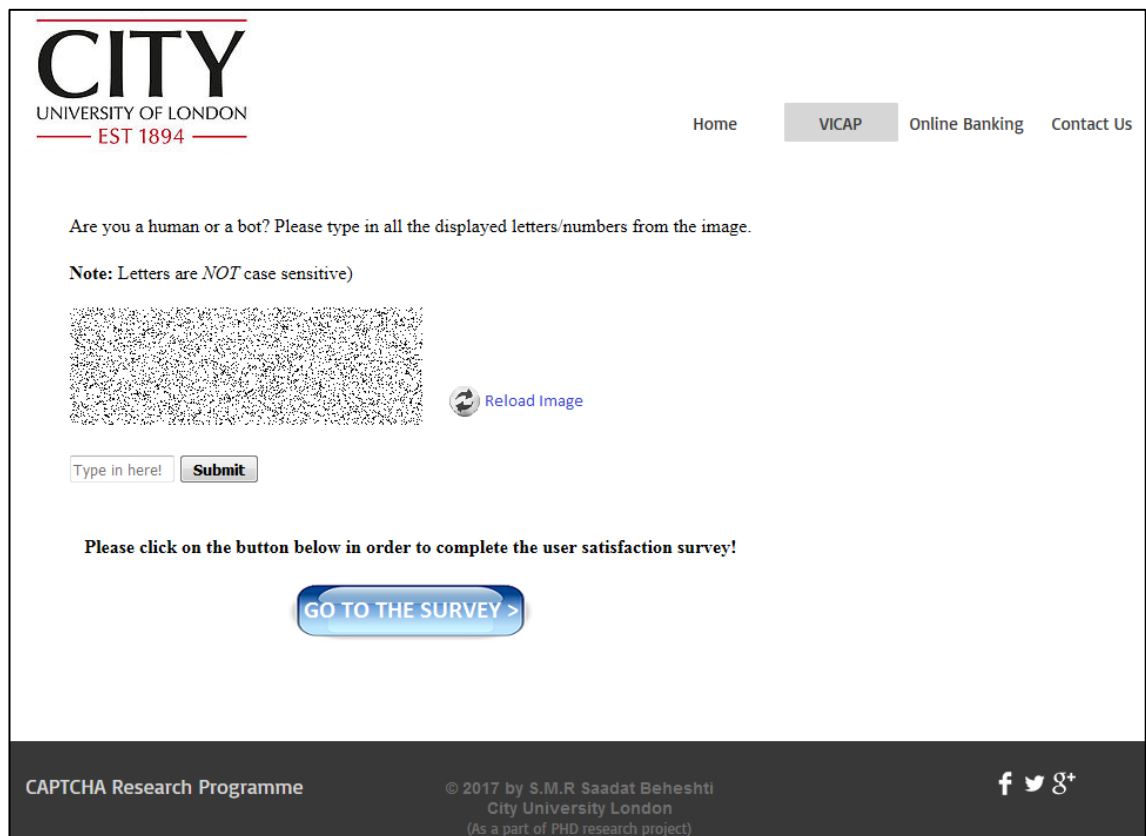 CITY
UNIVERSITY OF LONDON
EST 1894
Home VICAP Online Banking Contact Us
Are you a human or a bot? Please type in all the displayed letters/numbers from the image.
Note: Letters are NOT case sensitive)
Reload Image
Type in here! Submit
Please click on the button below in order to complete the user satisfaction survey!
GO TO THE SURVEY >
CAPTCHA Research Programme
© 2017 by S.M.R Saadat Beheshti
City University London
(As a part of PHD research project)
f g+